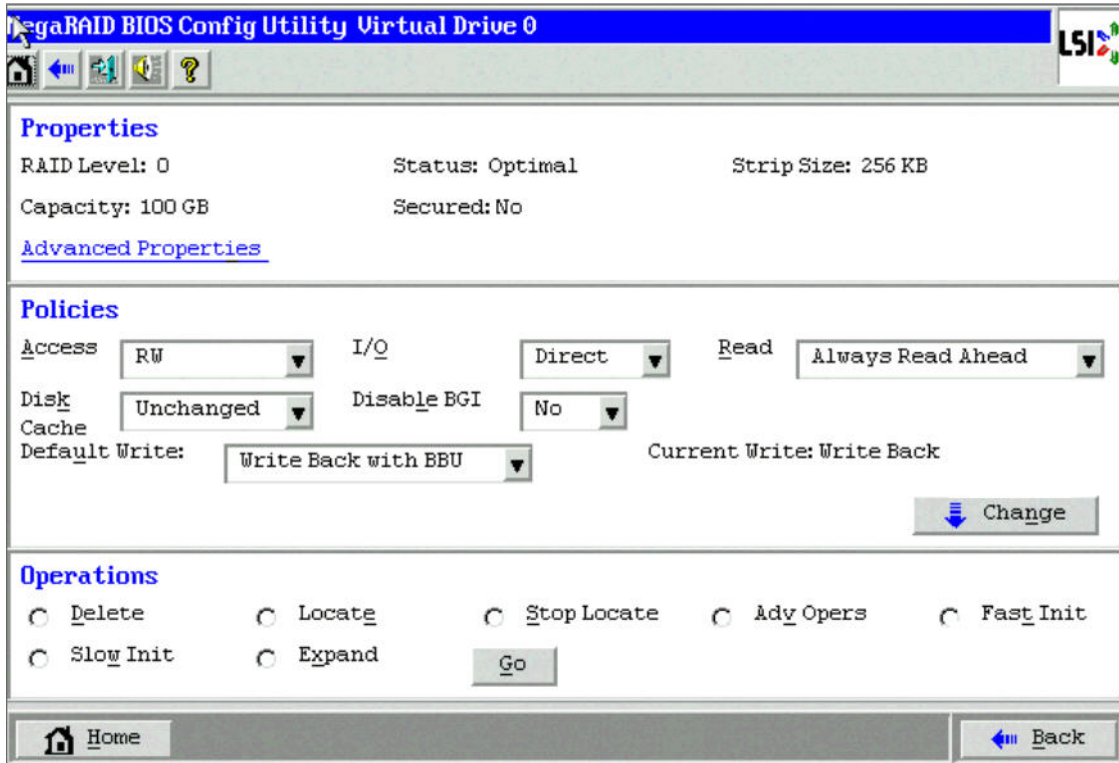 MegaRAID BIOS Config Utility Virtual Drive 0
LSI
Properties
RAID Level: 0 Status: Optimal Strip Size: 256 KB
Capacity: 100 GB Secured: No
Advanced Properties
Policies
Access RW I/O Direct Read Always Read Ahead
Disk Cache Unchanged Disable BGI No
Default Write: Write Back with BBU Current Write: Write Back
Change
Operations
Delete Locate Stop Locate Adv Opers Fast Init
Slow Init Expand Go
Home Back